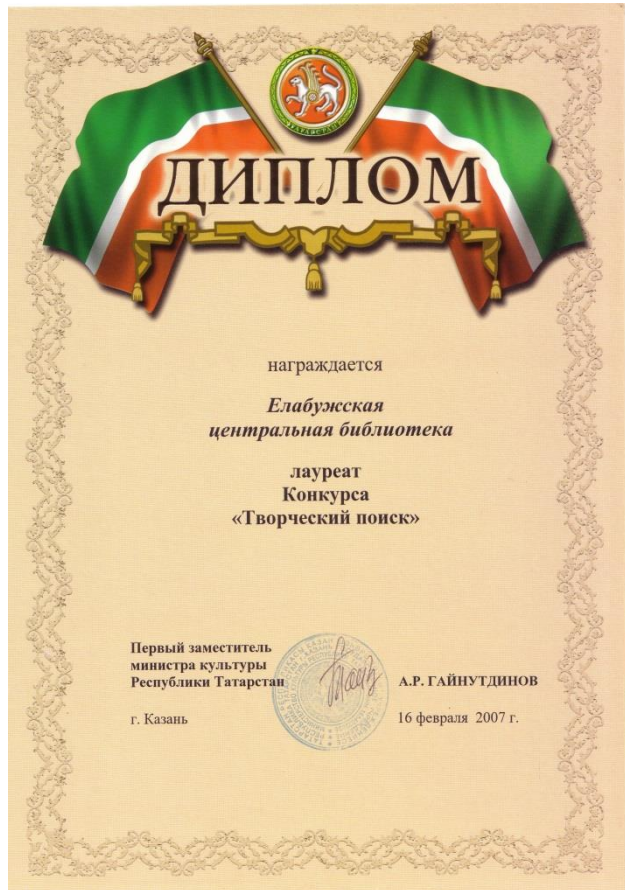 ТАТАРСТАН
ДИПЛОМ
награждается
Елабужская
центральная библиотека
лауреат
Конкурса
«Творческий поиск»
Первый заместитель
министра культуры
Республики Татарстан
А.Р. ГАЙНУТДИНОВ
г. Казань
16 февраля 2007 г.